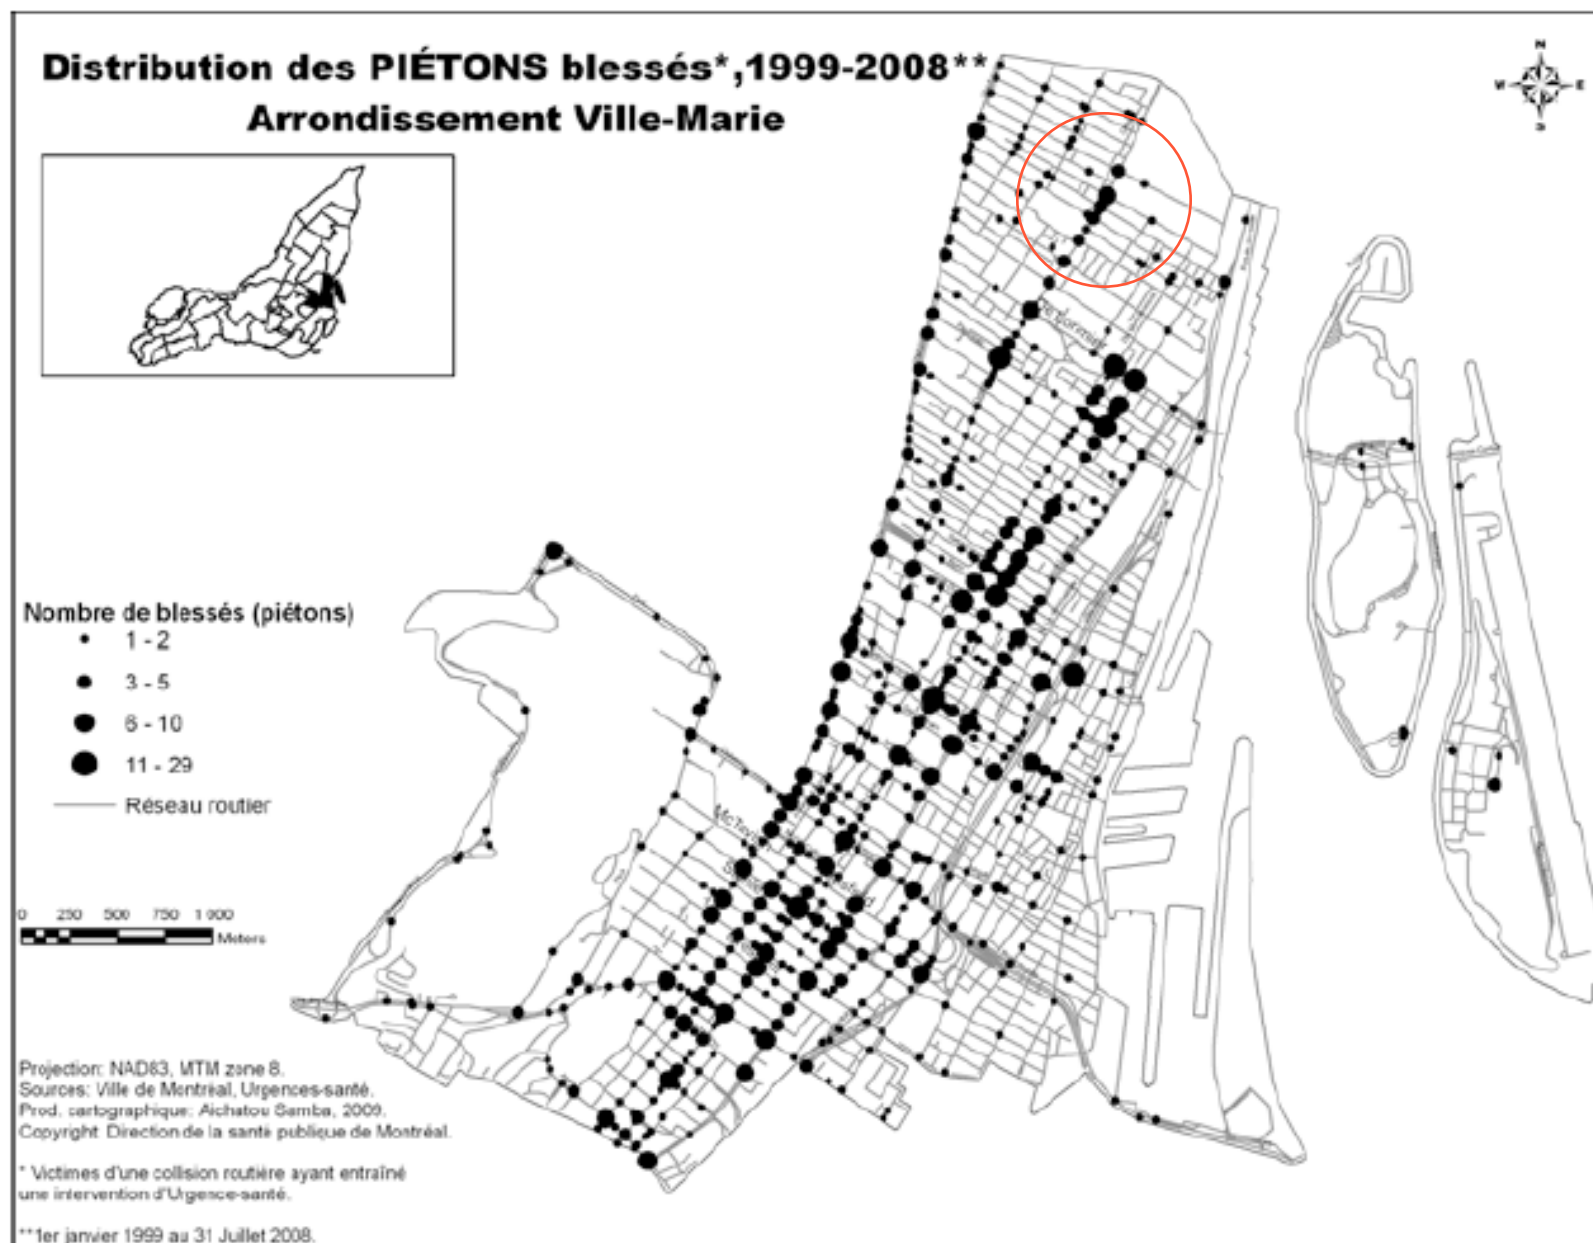 Distribution des PIÉTONS blessés*,1999-2008**
Arrondissement Ville-Marie
N
W E
S
Nombre de blessés (piétons)
1 - 2
3 - 5
6 - 10
11 - 29
Réseau routier
McTavish
0 250 500 750 1 000
Meters
Projection: NAD83, MTM zone 8.
Sources: Ville de Montréal, Urgences-santé.
Prod. cartographique: Aichatou Samba, 2009.
Copyright Direction de la santé publique de Montréal.
* Victimes d'une collision routière ayant entraîné
une intervention d'Urgence-santé.
**1er janvier 1999 au 31 Juillet 2008.